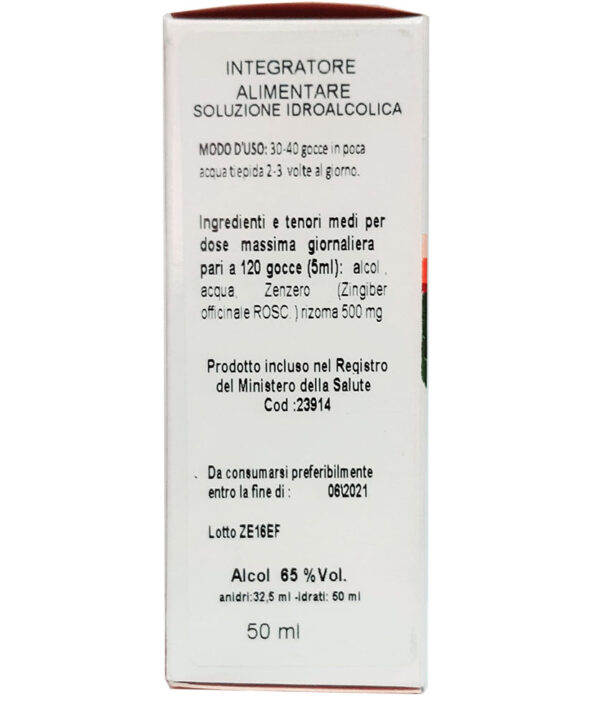 INTEGRATORE
ALIMENTARE
SOLUZIONE IDROALCOLICA
MODO D'USO: 30-40 gocce in poca
acqua tiepida 2-3 volte al giorno.
Ingredienti e tenori medi per
dose massima giornaliera
pari a 120 gocce (5ml): alcol ,
acqua, Zenzero (Zingiber
officinale ROSC. ) rizoma 500 mg
Prodotto incluso nel Registro
del Ministero della Salute
Cod :23914
Da consumarsi preferibilmente
entro la fine di : 06\2021
Lotto ZE16EF
Alcol 65 %Vol.
anidri:32,5 ml -idrati: 50 ml
50 ml